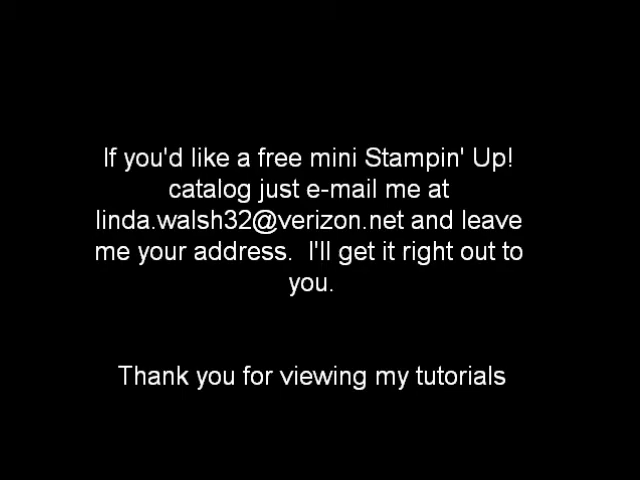 If you'd like a free mini Stampin' Up!
catalog just e-mail me at
linda.walsh32@verizon.net and leave
me your address.  I'll get it right out to
you.
Thank you for viewing my tutorials